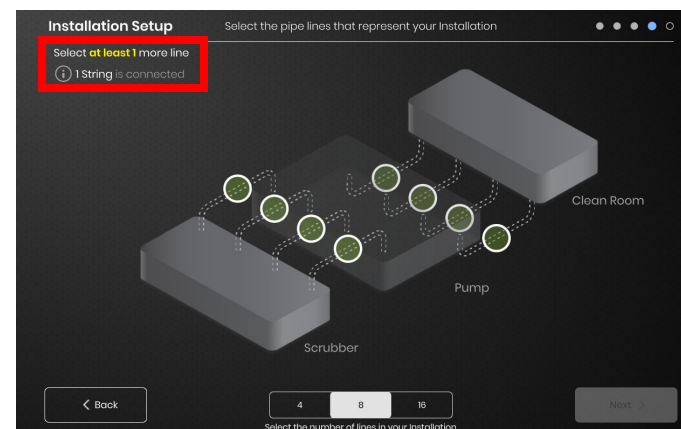 Installation Setup
Select the pipe lines that represent your Installation
Select at least 1 more line
1 String is connected
Clean Room
Pump
Scrubber
Back
4 8 16
Next
Select the number of lines in your Installation